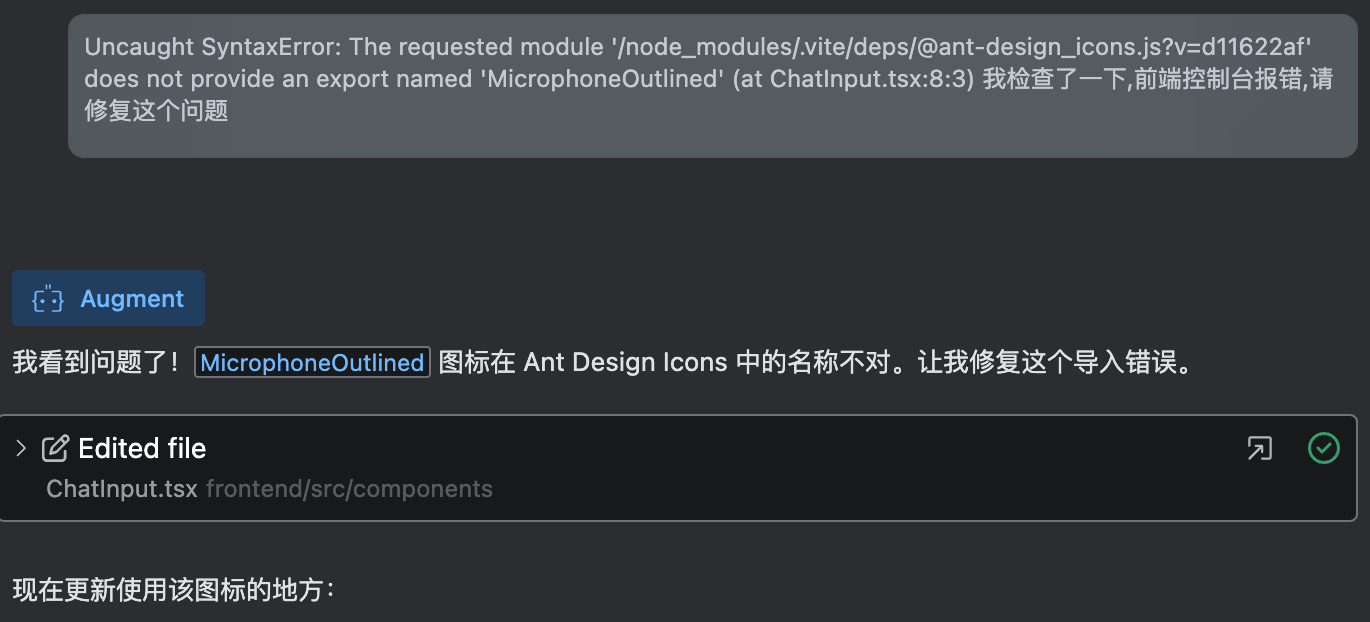 Uncaught SyntaxError: The requested module '/node_modules/.vite/deps/@ant-design_icons.js?v=d11622af'
does not provide an export named 'MicrophoneOutlined' (at ChatInput.tsx:8:3) 我检查了一下,前端控制台报错,请
修复这个问题
Augment
我看到问题了！ MicrophoneOutlined 图标在 Ant Design Icons 中的名称不对。让我修复这个导入错误。
Edited file
ChatInput.tsx frontend/src/components
现在更新使用该图标的地方：